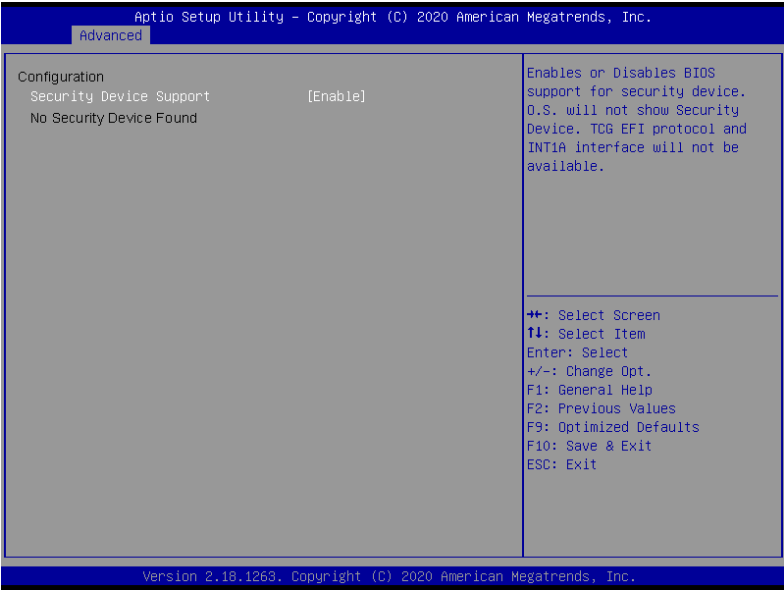 Aptio Setup Utility – Copyright (C) 2020 American Megatrends, Inc.
Advanced
Configuration
Security Device Support [Enable]
No Security Device Found
Enables or Disables BIOS
support for security device.
O.S. will not show Security
Device. TCG EFI protocol and
INT1A interface will not be
available.
→←: Select Screen
↑↓: Select Item
Enter: Select
+/-: Change Opt.
F1: General Help
F2: Previous Values
F9: Optimized Defaults
F10: Save & Exit
ESC: Exit
Version 2.18.1263. Copyright (C) 2020 American Megatrends, Inc.